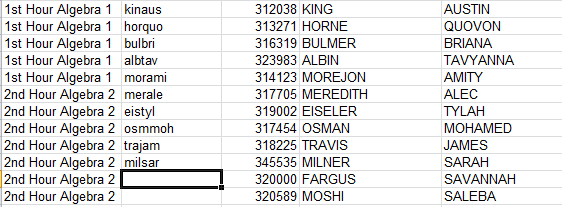 1st Hour Algebra 1 kinaus 312038 KING AUSTIN
1st Hour Algebra 1 horquo 313271 HORNE QUOVON
1st Hour Algebra 1 bulbri 316319 BULMER BRIANA
1st Hour Algebra 1 albtav 323983 ALBIN TAVYANNA
1st Hour Algebra 1 morami 314123 MOREJON AMITY
2nd Hour Algebra 2 merale 317705 MEREDITH ALEC
2nd Hour Algebra 2 eistyl 319002 EISELER TYLAH
2nd Hour Algebra 2 osmmoh 317454 OSMAN MOHAMED
2nd Hour Algebra 2 trajam 318225 TRAVIS JAMES
2nd Hour Algebra 2 milsar 345535 MILNER SARAH
2nd Hour Algebra 2 320000 FARGUS SAVANNAH
2nd Hour Algebra 2 320589 MOSHI SALEBA